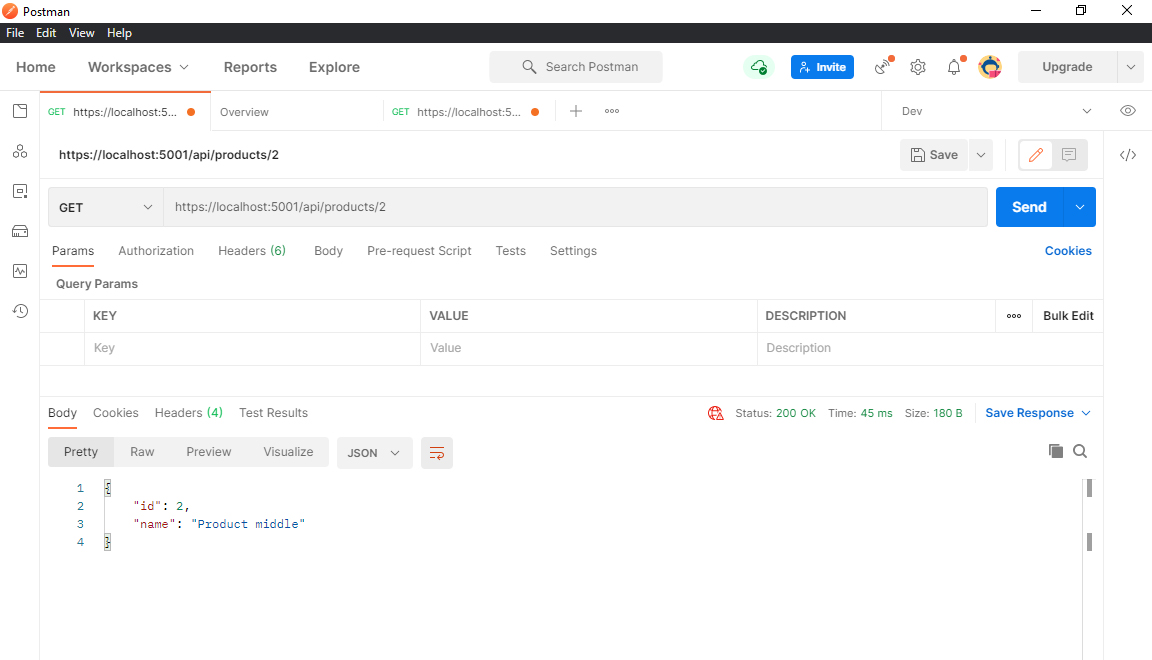 Postman
File Edit View Help
Home Workspaces Reports Explore Search Postman Invite Upgrade
GET https://localhost:5... Overview GET https://localhost:5... Dev
https://localhost:5001/api/products/2 Save
GET https://localhost:5001/api/products/2 Send
Params Authorization Headers (6) Body Pre-request Script Tests Settings Cookies
Query Params
KEY VALUE DESCRIPTION Bulk Edit
Key Value Description
Body Cookies Headers (4) Test Results Status: 200 OK Time: 45 ms Size: 180 B Save Response
Pretty Raw Preview Visualize JSON
1 {
2 "id": 2,
3 "name": "Product middle"
4 }